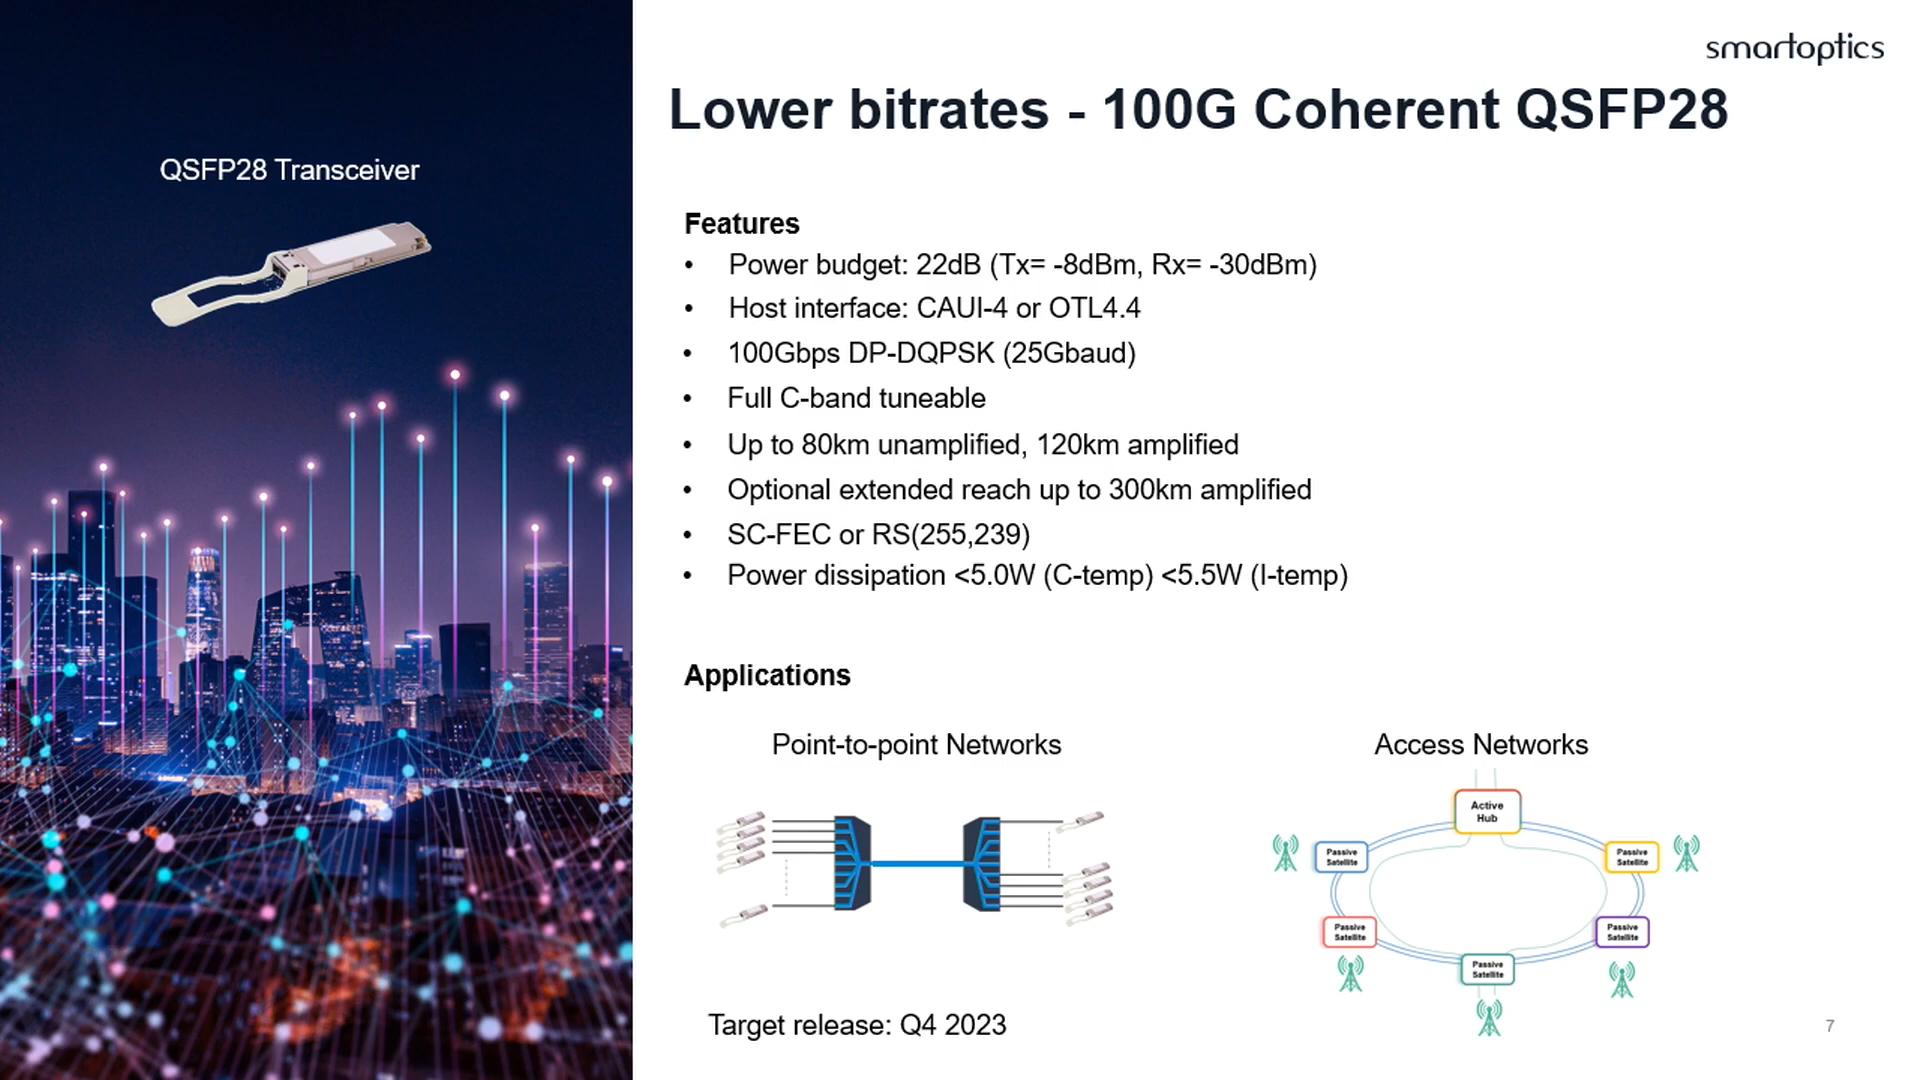 smartoptics
Lower bitrates - 100G Coherent QSFP28
QSFP28 Transceiver
Features
• Power budget: 22dB (Tx= -8dBm, Rx= -30dBm)
• Host interface: CAUI-4 or OTL4.4
• 100Gbps DP-DQPSK (25Gbaud)
• Full C-band tuneable
• Up to 80km unamplified, 120km amplified
• Optional extended reach up to 300km amplified
• SC-FEC or RS(255,239)
• Power dissipation <5.0W (C-temp) <5.5W (I-temp)
Applications
Point-to-point Networks
Access Networks
Active
Hub
Passive
Satellite
Passive
Satellite
Passive
Satellite
Passive
Satellite
Passive
Satellite
Target release: Q4 2023
7